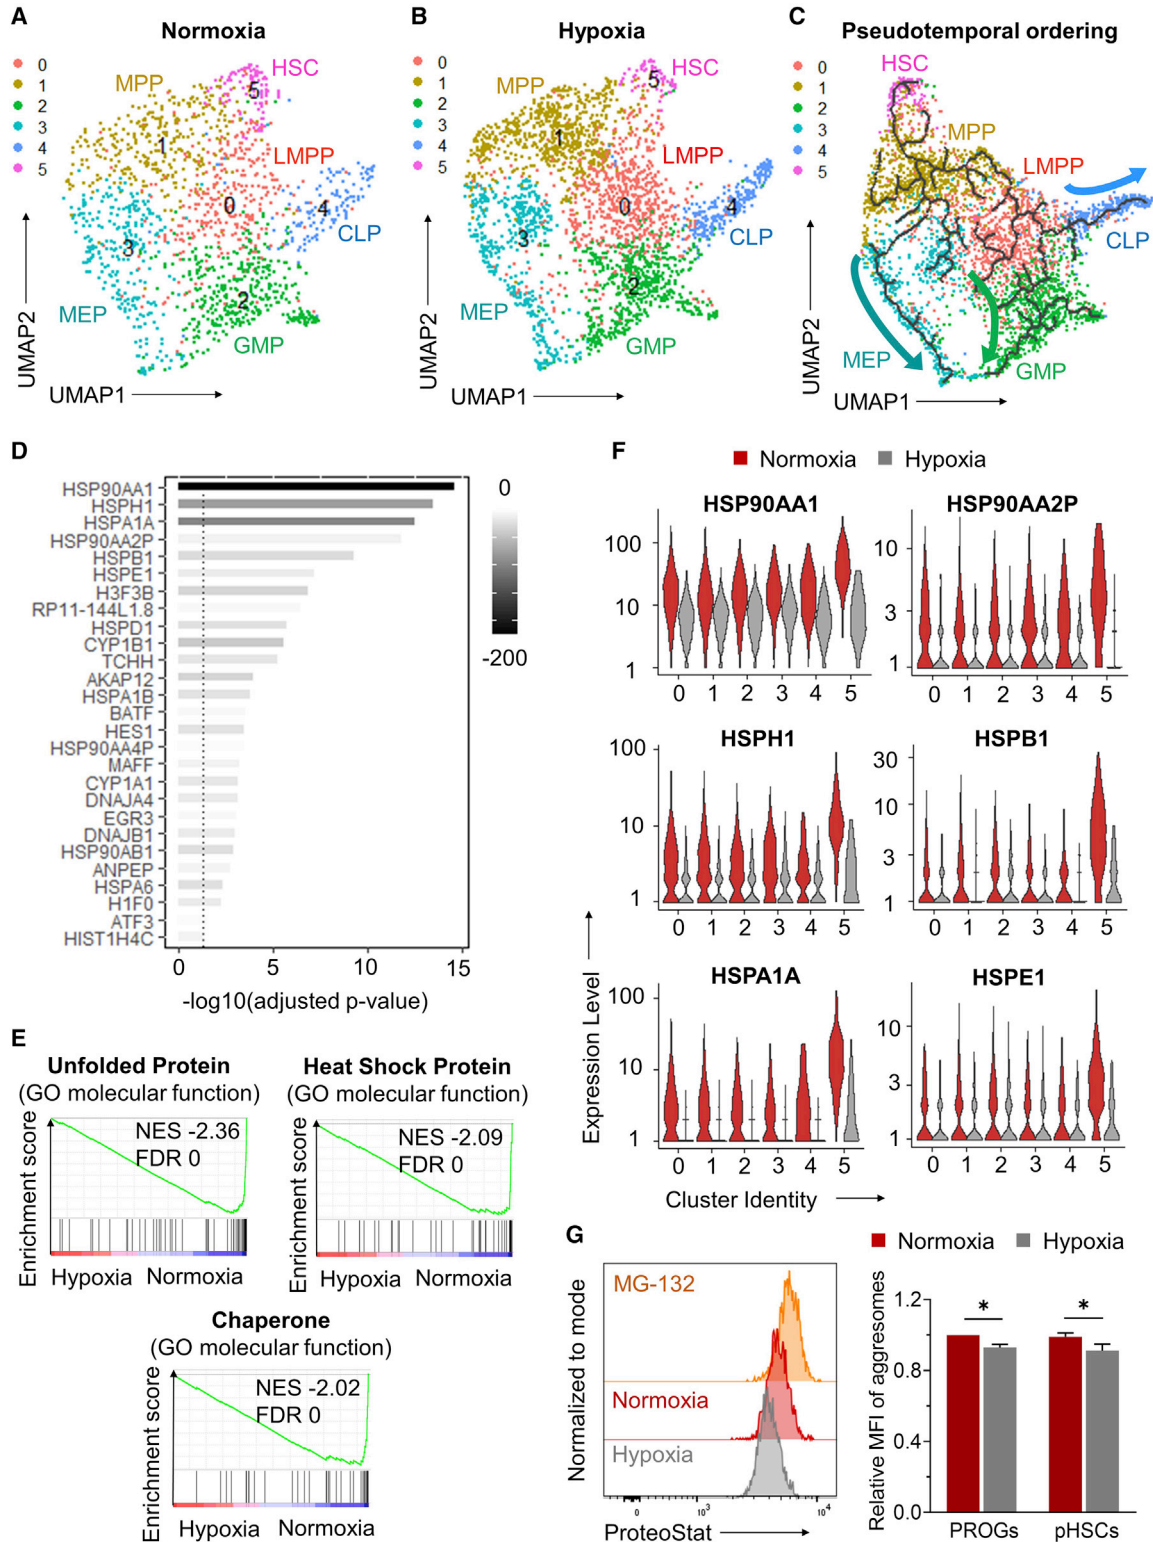 A
Normoxia
0
1
2
3
4
5
MPP
HSC
5
1
LMPP
0
4
CLP
3
MEP
2
GMP
UMAP2
UMAP1
B
Hypoxia
0
1
2
3
4
5
MPP
HSC
5
1
LMPP
0
4
CLP
3
MEP
2
GMP
UMAP2
UMAP1
C
Pseudotemporal ordering
0
1
2
3
4
5
HSC
MPP
LMPP
CLP
MEP
GMP
UMAP2
UMAP1
D
HSP90AA1
HSPH1
HSPA1A
HSP90AA2P
HSPB1
HSPE1
H3F3B
RP11-144L1.8
HSPD1
CYP1B1
TCHH
AKAP12
HSPA1B
BATF
HES1
HSP90AA4P
MAFF
CYP1A1
DNAJA4
EGR3
DNAJB1
HSP90AB1
ANPEP
HSPA6
H1F0
ATF3
HIST1H4C
0 5 10 15
-log10(adjusted p-value)
0
-200
E
Unfolded Protein
(GO molecular function)
NES -2.36
FDR 0
Enrichment score
Hypoxia Normoxia
Heat Shock Protein
(GO molecular function)
NES -2.09
FDR 0
Enrichment score
Hypoxia Normoxia
Chaperone
(GO molecular function)
NES -2.02
FDR 0
Enrichment score
Hypoxia Normoxia
F
Normoxia Hypoxia
HSP90AA1
100
10
1
0 1 2 3 4 5
HSP90AA2P
10
3
1
0 1 2 3 4 5
HSPH1
100
10
1
0 1 2 3 4 5
HSPB1
30
10
3
1
0 1 2 3 4 5
HSPA1A
100
10
1
0 1 2 3 4 5
HSPE1
10
3
1
0 1 2 3 4 5
Expression Level
Cluster Identity
G
MG-132
Normoxia
Hypoxia
Normalized to mode
0 10³ 10⁴
ProteoStat
Normoxia Hypoxia
Relative MFI of aggresomes
1.2
0.8
0.4
0.0
* *
PROGs pHSCs